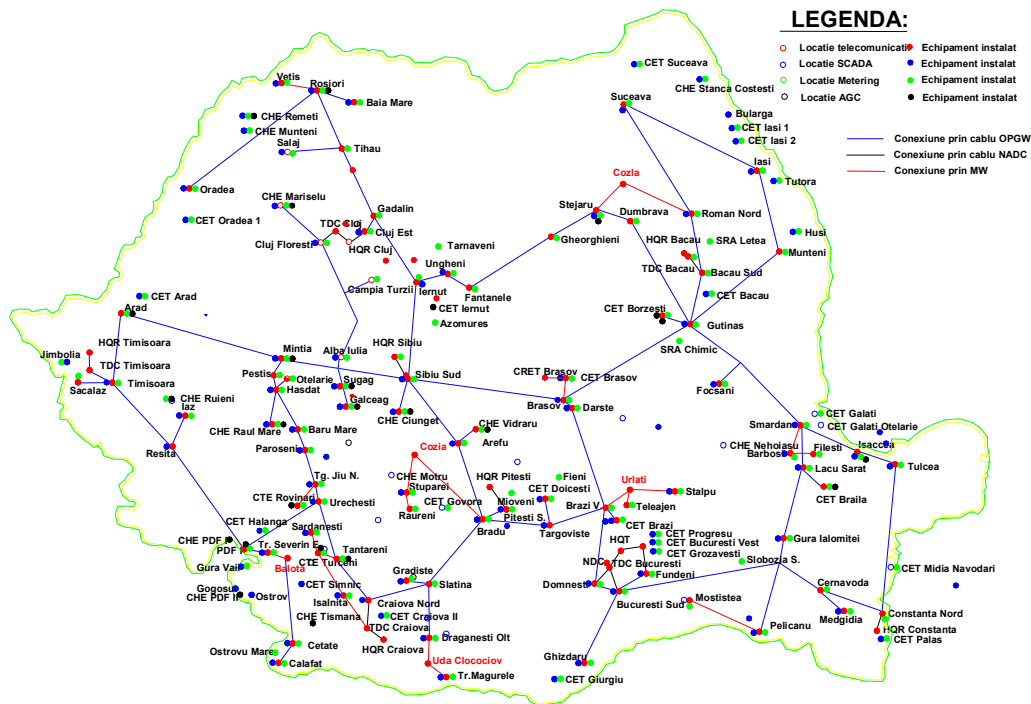 LEGENDA:
Locatie telecomunicatii
Echipament instalat
Locatie SCADA
Echipament instalat
Locatie Metering
Echipament instalat
Locatie AGC
Echipament instalat
Conexiune prin cablu OPGW
Conexiune prin cablu NADC
Conexiune prin MW
CET Suceava
CHE Stanca Costesti
Vetis
Rosiori
Baia Mare
Suceava
Bularga
CET Iasi 1
CET Iasi 2
CHE Remeti
CHE Munteni
Salaj
Tihau
Iasi
Tutora
Oradea
Cozla
CHE Mariselu
Stejaru
Dumbrava
Roman Nord
CET Oradea 1
Gadalin
TDC Cluj
Cluj Est
Cluj Floresti
HQR Cluj
Gheorghieni
HQR Bacau
SRA Letea
Husi
Tarnaveni
Munteni
TDC Bacau
Bacau Sud
Ungheni
Iernut
Campia Turzii
Fantanele
CET Arad
CET Iernut
CET Bacau
Arad
Azomures
CET Borzesti
Gutinas
HQR Timisoara
SRA Chimic
Jimbolia
TDC Timisoara
Mintia
Alba Iulia
HQR Sibiu
Sibiu Sud
CRET Brasov
CET Brasov
Pestis
Otelarie
Sugag
Sacalaz
Timisoara
Hasdat
Galceag
Focsani
Brasov
Darste
CHE Ruieni
Iaz
CHE Raul Mare
Baru Mare
CHE Ciunget
CHE Vidraru
Arefu
CET Galati
Smardan
CET Galati Otelarie
Resita
Paroseni
Cozia
CHE Nehoiasu
Barbosi
Filesti
Isaccea
Tulcea
Lacu Sarat
CHE Motru
Stuparei
HQR Pitesti
Fieni
Urlati
Tg. Jiu N.
CTE Rovinari
Urechesti
Raureni
CET Govora
Mioveni
Pitesti S.
CET Doicesti
Brazi V.
Teleajen
Stalpu
CET Braila
CET Halanga
Sardanesti
Bradu
Targoviste
CET Brazi
CET Progresu
CET Bucuresti Vest
CET Grozavesti
CHE PDF I
PDF I
Tr. Severin E.
Tantareni
CTE Turceni
HQT
NDC
TDC Bucuresti
Gura Ialomitei
Slobozia S.
Gura Vaii
Balota
CET Simnic
Gradiste
Slatina
Domnesti
Fundeni
CET Midia Navodari
Gogosu
CHE PDF II
Ostrov
Isalnita
Craiova Nord
CET Craiova II
Bucuresti Sud
Mostistea
Cernavoda
Medgidia
Constanta Nord
CHE Tismana
TDC Craiova
Draganesti Olt
Pelicanu
HQR Constanta
CET Palas
Cetate
HQR Craiova
Ostrovu Mare
Calafat
Uda Clocociov
Tr.Magurele
Ghizdaru
CET Giurgiu